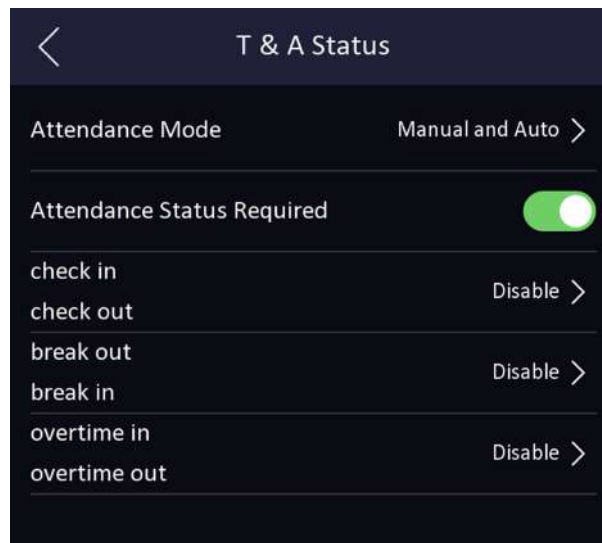 T & A Status
Attendance Mode Manual and Auto
Attendance Status Required
check in
check out
Disable
break out
break in
Disable
overtime in
overtime out
Disable